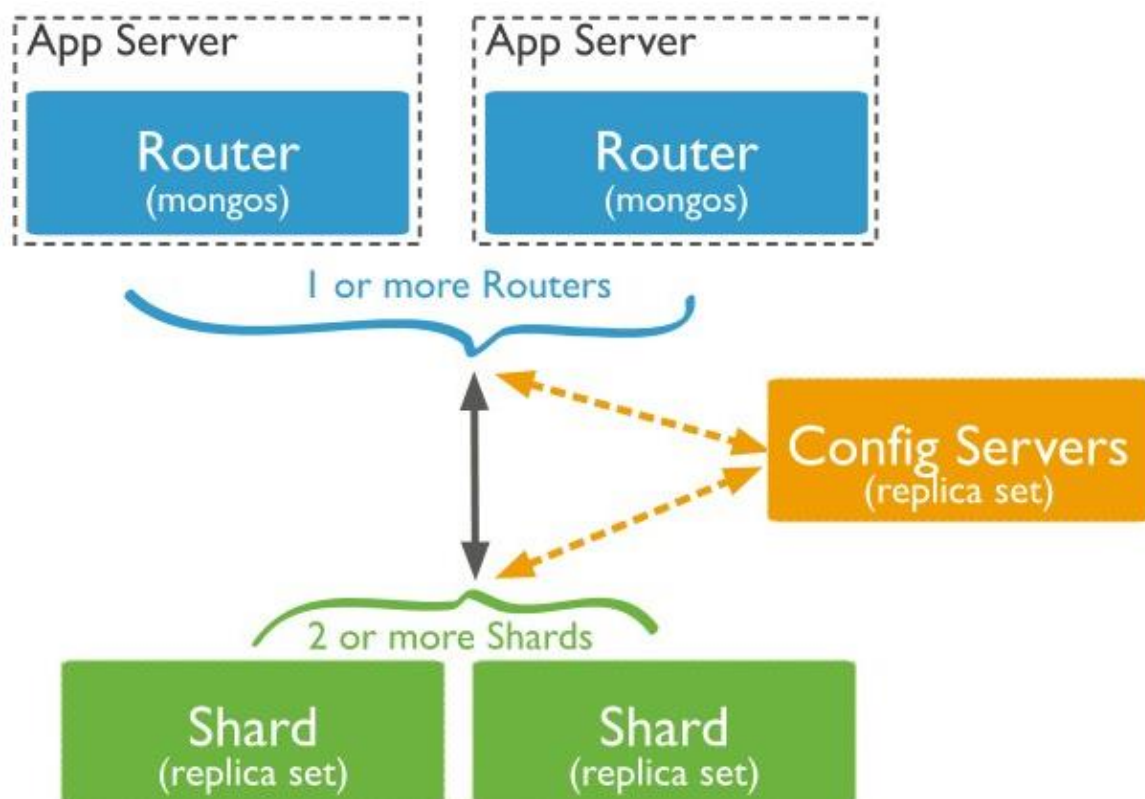 App Server
App Server
Router
(mongos)
Router
(mongos)
1 or more Routers
Config Servers
(replica set)
2 or more Shards
Shard
(replica set)
Shard
(replica set)